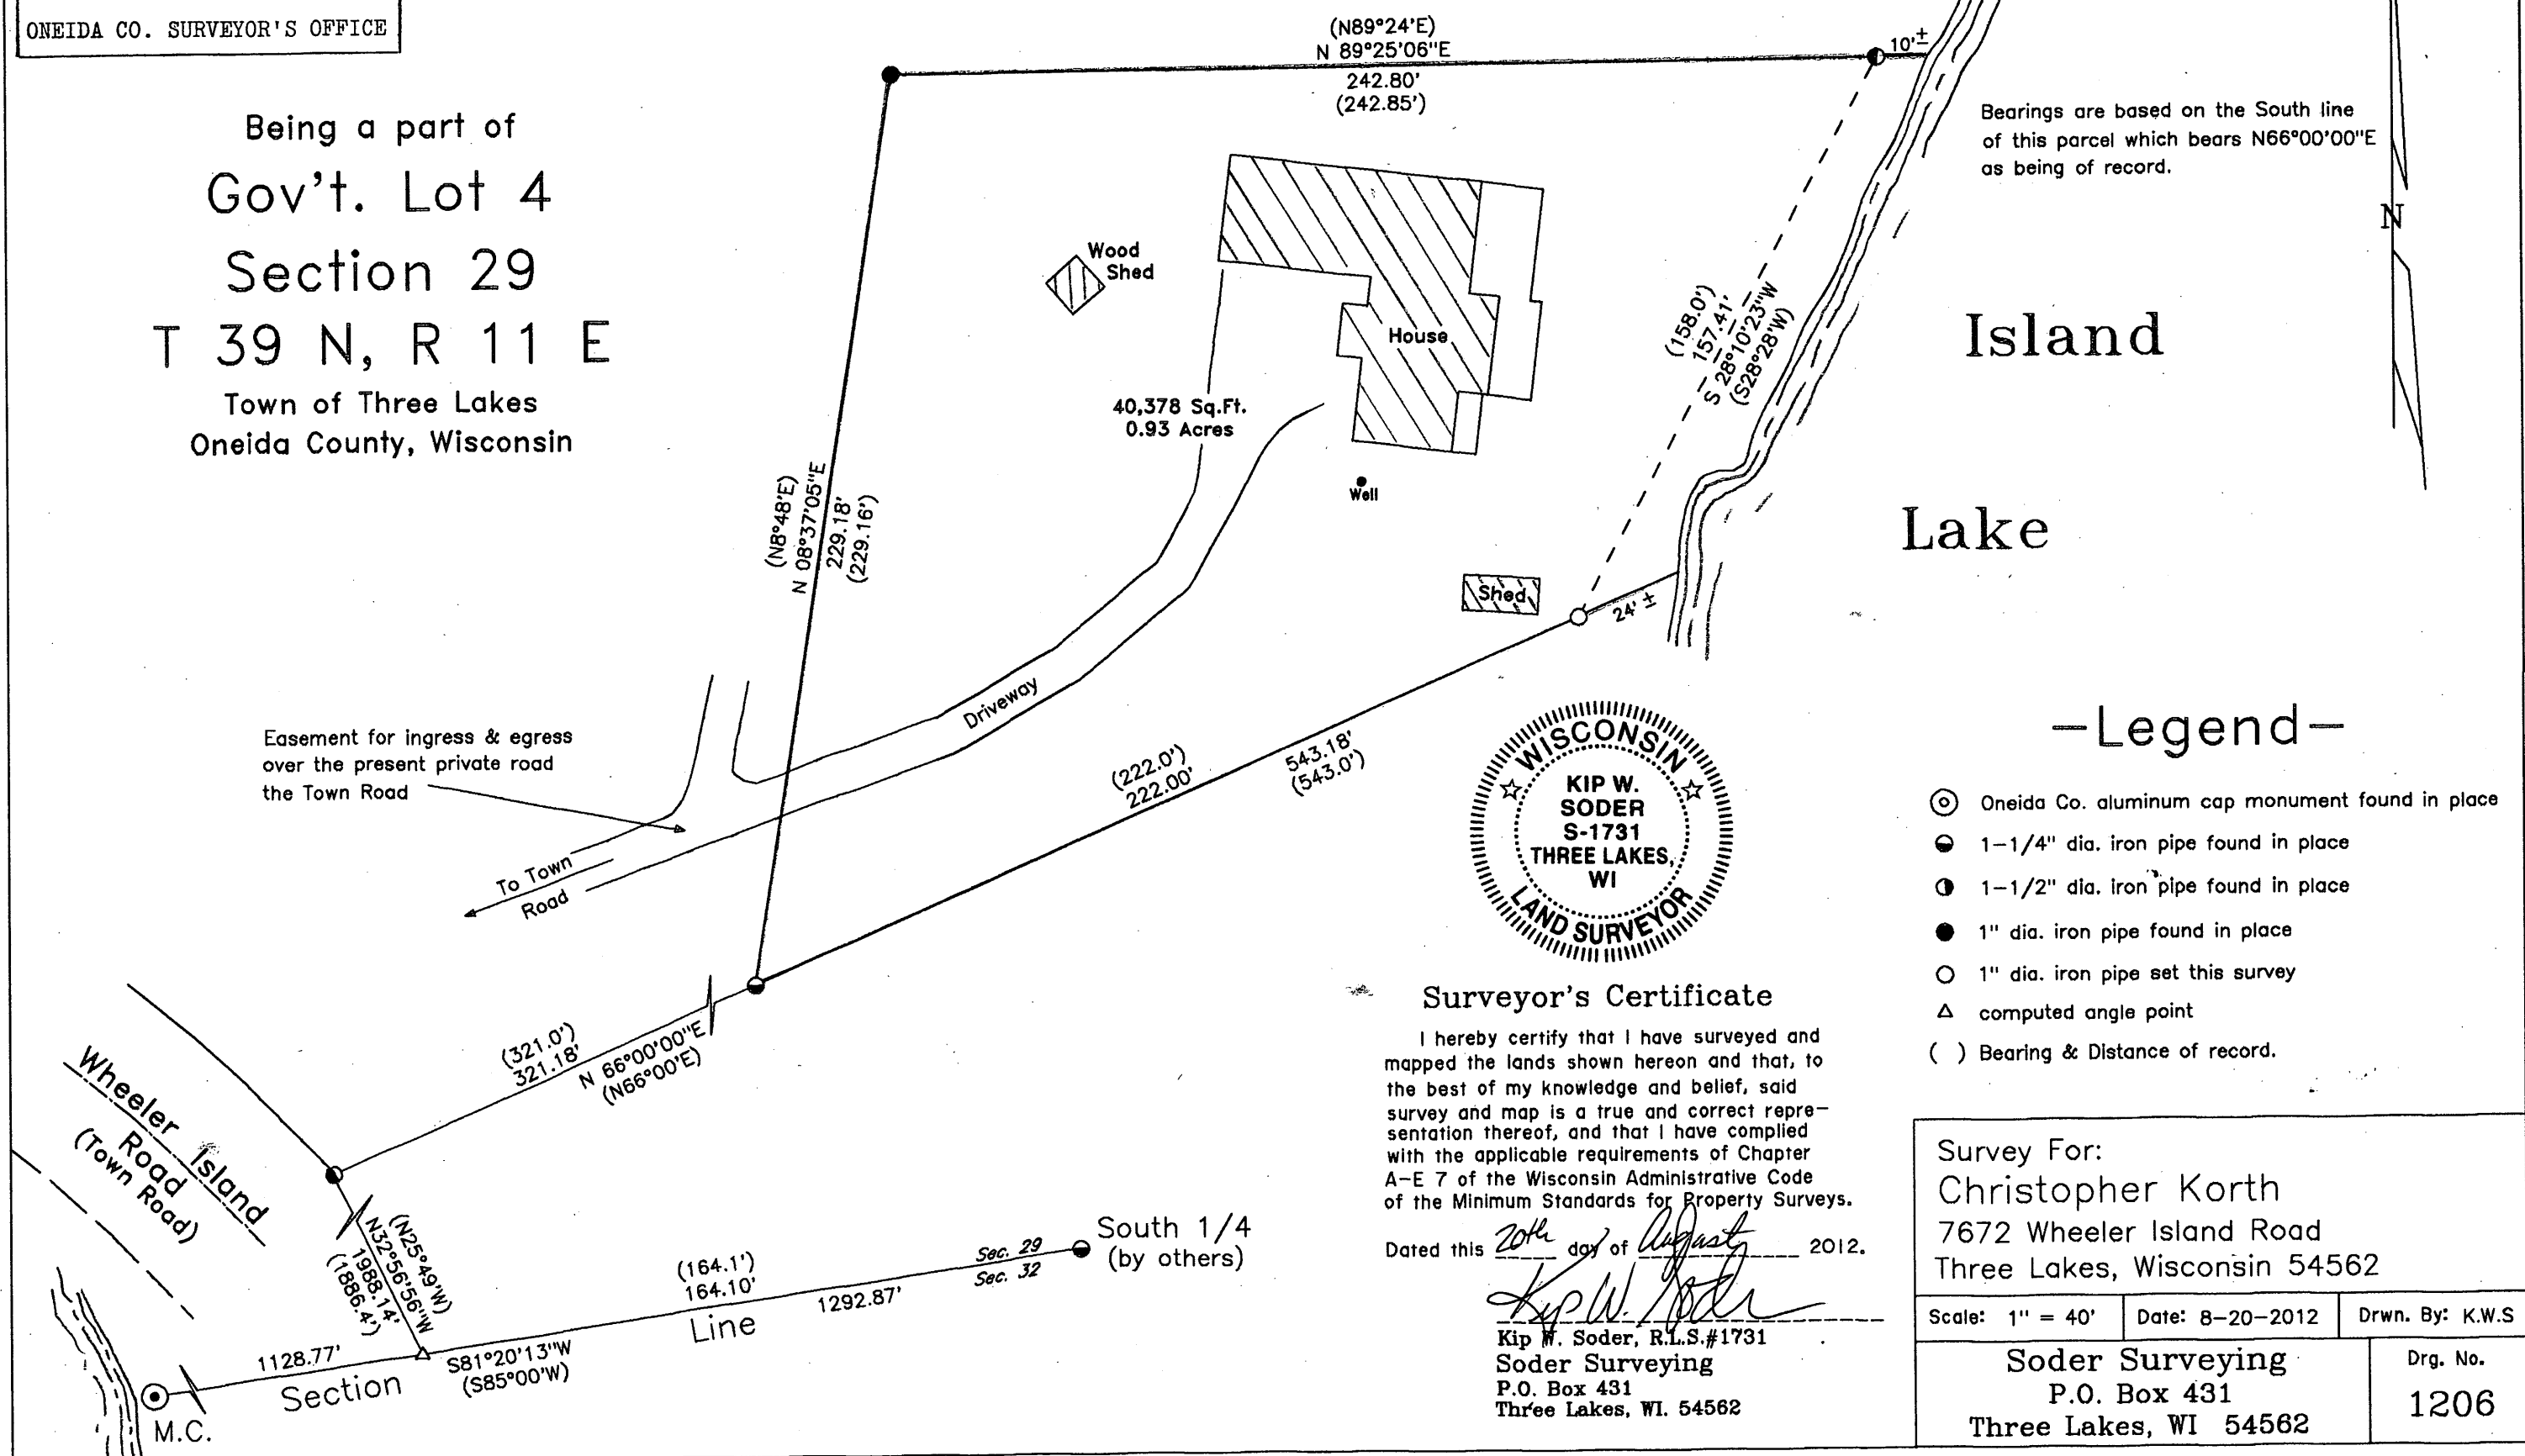 ONEIDA CO. SURVEYOR'S OFFICE
Being a part of
Gov't. Lot 4
Section 29
T 39 N, R 11 E
Town of Three Lakes
Oneida County, Wisconsin
(N89°24'E)
N 89°25'06"E
242.80'
(242.85')
10'±
Bearings are based on the South line
of this parcel which bears N66°00'00"E
as being of record.
N
Wood
Shed
House
40,378 Sq.Ft.
0.93 Acres
Well
(158.0')
157.41'
S 28°10'23"W
(S28°28'W)
Island
Lake
(N8°48'E)
N 08°37'05"E
229.18'
(229.16')
Shed
24' ±
Driveway
Easement for ingress & egress
over the present private road
the Town Road
To Town
Road
(222.0')
222.00'
543.18'
(543.0')
WISCONSIN
KIP W.
SODER
S-1731
THREE LAKES,
WI
LAND SURVEYOR
-Legend-
Oneida Co. aluminum cap monument found in place
1-1/4" dia. iron pipe found in place
1-1/2" dia. iron pipe found in place
1" dia. iron pipe found in place
1" dia. iron pipe set this survey
computed angle point
( ) Bearing & Distance of record.
(321.0')
321.18'
N 66°00'00"E
(N66°00'E)
Wheeler Island
Road
(Town Road)
(N25°49'W)
N32°56'56"W
1988.14'
(1886.4')
Surveyor's Certificate
I hereby certify that I have surveyed and
mapped the lands shown hereon and that, to
the best of my knowledge and belief, said
survey and map is a true and correct repre-
sentation thereof, and that I have complied
with the applicable requirements of Chapter
A-E 7 of the Wisconsin Administrative Code
of the Minimum Standards for Property Surveys.
Dated this 20th day of August 2012.
Kip W. Soder
Kip W. Soder, R.L.S.#1731
Soder Surveying
P.O. Box 431
Three Lakes, WI. 54562
South 1/4
(by others)
Sec. 29
Sec. 32
(164.1')
164.10'
1292.87'
Line
1128.77'
S81°20'13"W
(S85°00'W)
Section
M.C.
Survey For:
Christopher Korth
7672 Wheeler Island Road
Three Lakes, Wisconsin 54562
Scale: 1" = 40'
Date: 8-20-2012
Drwn. By: K.W.S
Soder Surveying
P.O. Box 431
Three Lakes, WI 54562
Drg. No.
1206